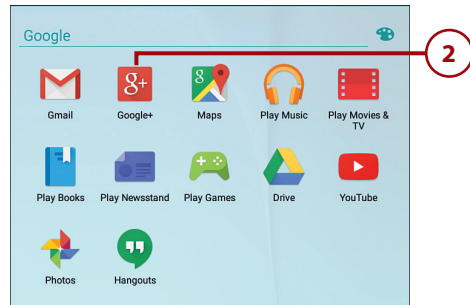 Google
2
g+
8
Gmail
Google+
Maps
Play Music
Play Movies &
TV
Play Books
Play Newsstand
Play Games
Drive
YouTube
Photos
Hangouts